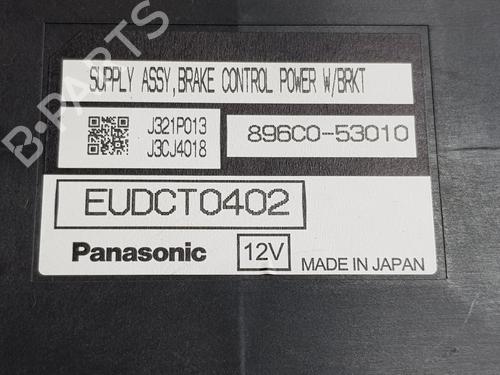 SUPPLY ASSY,BRAKE CONTROL POWER W/BRKT
J321P013
J3CJ4018
896C0-53010
EUDCT0402
Panasonic
12V
MADE IN JAPAN
B-PARTS